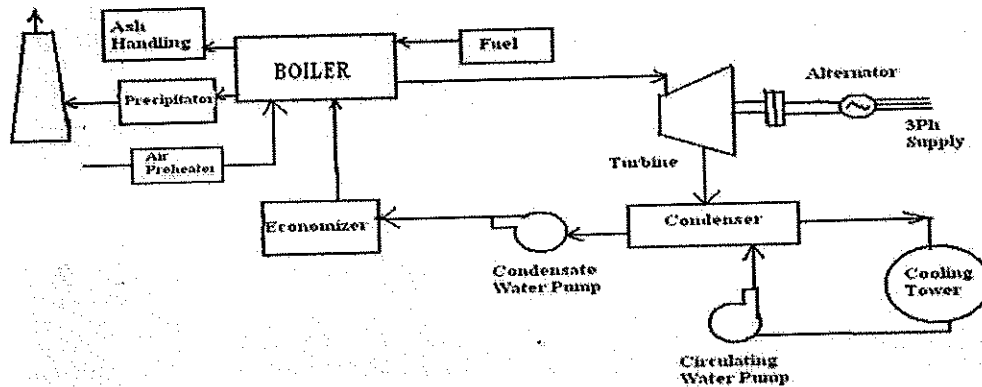 Ash
Handling
Fuel
BOILER
Alternator
Precipitator
3Ph
Supply
Air
Preheater
Turbine
Economizer
Condenser
Condensate
Water Pump
Cooling
Tower
Circulating
Water Pump